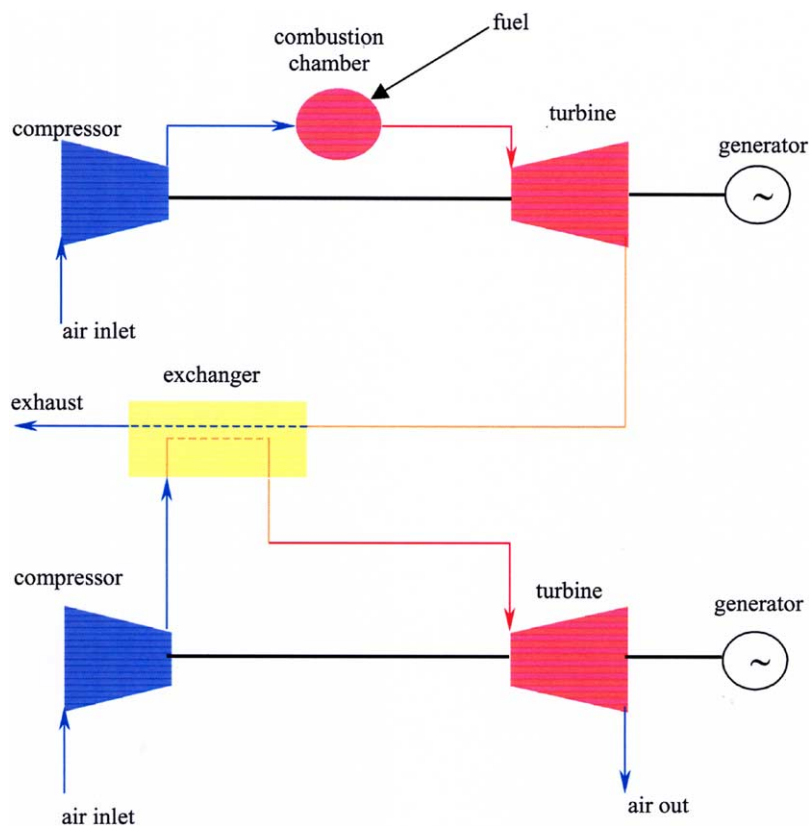 fuel
combustion
chamber
compressor
turbine
generator
~
air inlet
exchanger
exhaust
compressor
turbine
generator
~
air inlet
air out